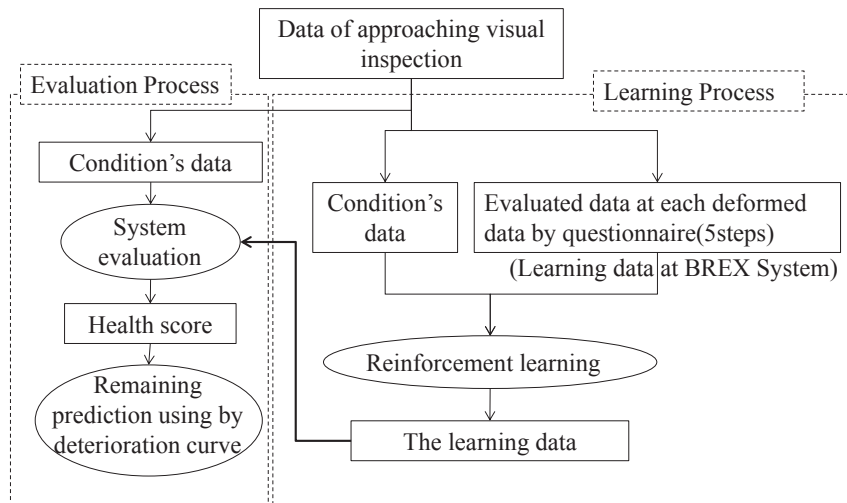 Data of approaching visual
inspection
Evaluation Process
Learning Process
Condition's data
System
evaluation
Health score
Remaining
prediction using by
deterioration curve
Condition's
data
Evaluated data at each deformed
data by questionnaire(5steps)
(Learning data at BREX System)
Reinforcement learning
The learning data